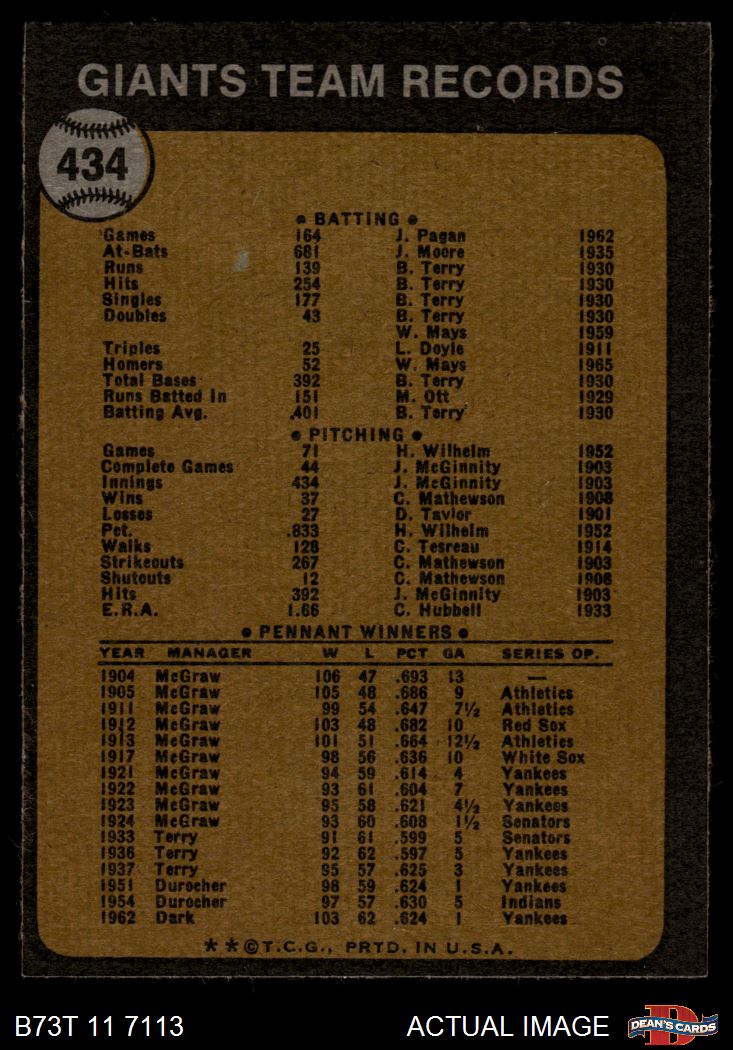 GIANTS TEAM RECORDS
434
• BATTING •
Games 164 J. Pagan 1962
At-Bats 681 J. Moore 1935
Runs 139 B. Terry 1930
Hits 254 B. Terry 1930
Singles 177 B. Terry 1930
Doubles 43 B. Terry 1930
W. Mays 1959
Triples 25 L. Doyle 1911
Homers 52 W. Mays 1965
Total Bases 392 B. Terry 1930
Runs Batted In 151 M. Ott 1929
Batting Avg. .401 B. Terry 1930
• PITCHING •
Games 71 H. Wilhelm 1952
Complete Games 44 J. McGinnity 1903
Innings 434 J. McGinnity 1903
Wins 37 C. Mathewson 1908
Losses 27 D. Taylor 1901
Pct. .833 H. Wilhelm 1952
Walks 128 C. Tesreau 1914
Strikeouts 267 C. Mathewson 1903
Shutouts 12 C. Mathewson 1908
Hits 392 J. McGinnity 1903
E.R.A. 1.66 C. Hubbell 1933
• PENNANT WINNERS •
YEAR MANAGER W L PCT GA SERIES OP.
1904 McGraw 106 47 .693 13 —
1905 McGraw 105 48 .686 9 Athletics
1911 McGraw 99 54 .647 7½ Athletics
1912 McGraw 103 48 .682 10 Red Sox
1913 McGraw 101 51 .664 12½ Athletics
1917 McGraw 98 56 .636 10 White Sox
1921 McGraw 94 59 .614 4 Yankees
1922 McGraw 93 61 .604 7 Yankees
1923 McGraw 95 58 .621 4½ Yankees
1924 McGraw 93 60 .608 1½ Senators
1933 Terry 91 61 .599 5 Senators
1936 Terry 92 62 .597 5 Yankees
1937 Terry 95 57 .625 3 Yankees
1951 Durocher 98 59 .624 1 Yankees
1954 Durocher 97 57 .630 5 Indians
1962 Dark 103 62 .624 1 Yankees
* * © T.C.G., PRTD. IN U.S.A.
B73T 11 7113 ACTUAL IMAGE DEAN'S CARDS